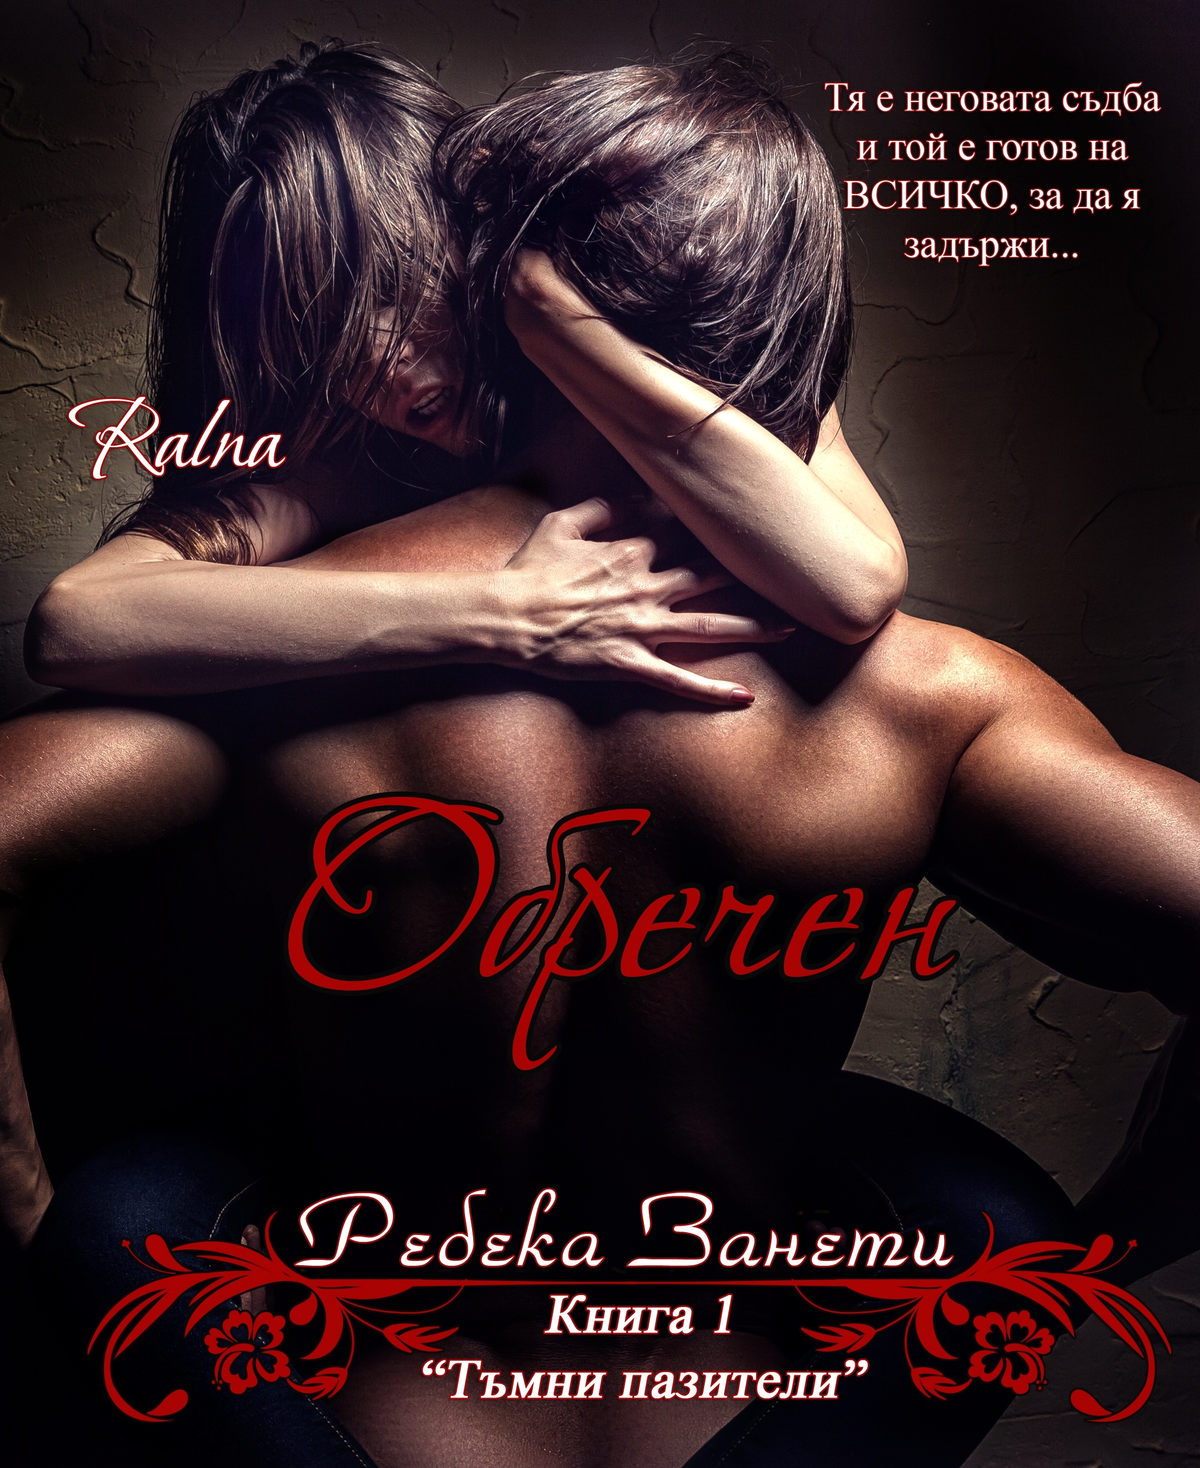 Тя е неговата съдба
и той е готов на
ВСИЧКО, за да я
задържи...
Ralna
Обречен
Ребека Занети
Книга 1
“Тъмни пазители”